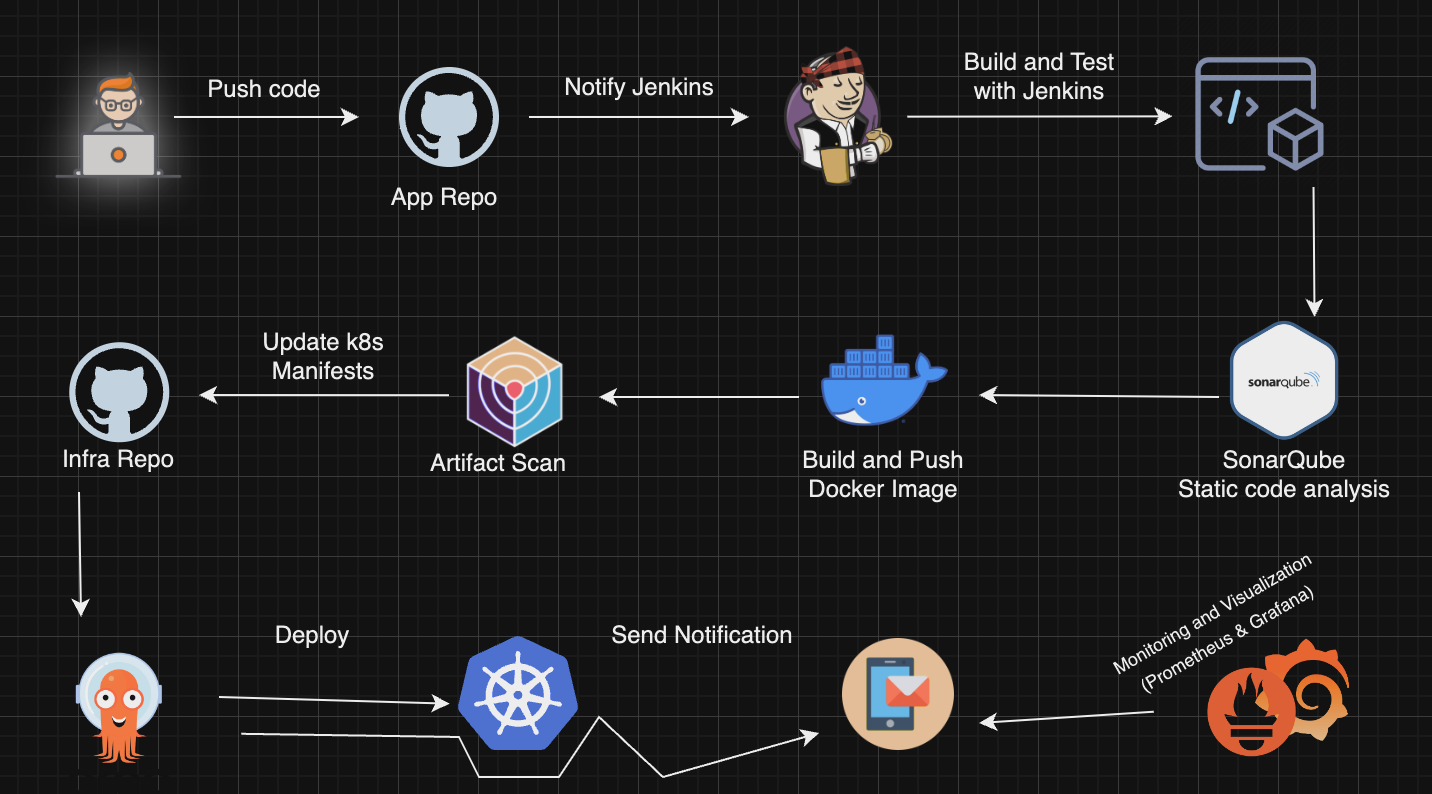 Push code
Notify Jenkins
Build and Test
with Jenkins
App Repo
Update k8s
Manifests
sonarqube
Infra Repo
Artifact Scan
Build and Push
Docker Image
SonarQube
Static code analysis
Deploy
Send Notification
Monitoring and Visualization
(Prometheus & Grafana)